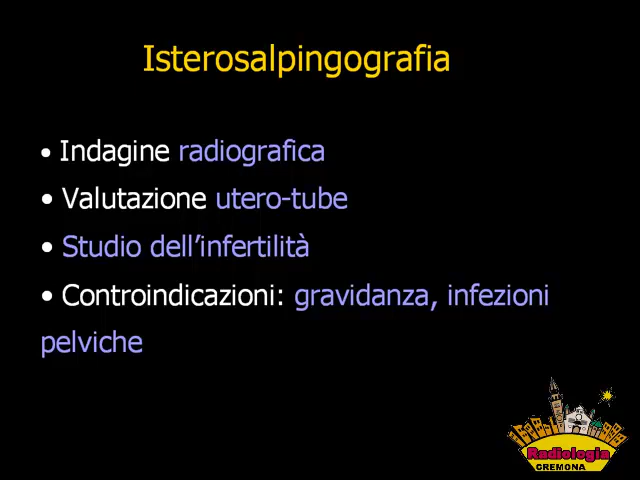 Isterosalpingografia
• Indagine radiografica
• Valutazione utero-tube
• Studio dell’infertilità
• Controindicazioni: gravidanza, infezioni
pelviche
Radiologia
CREMONA